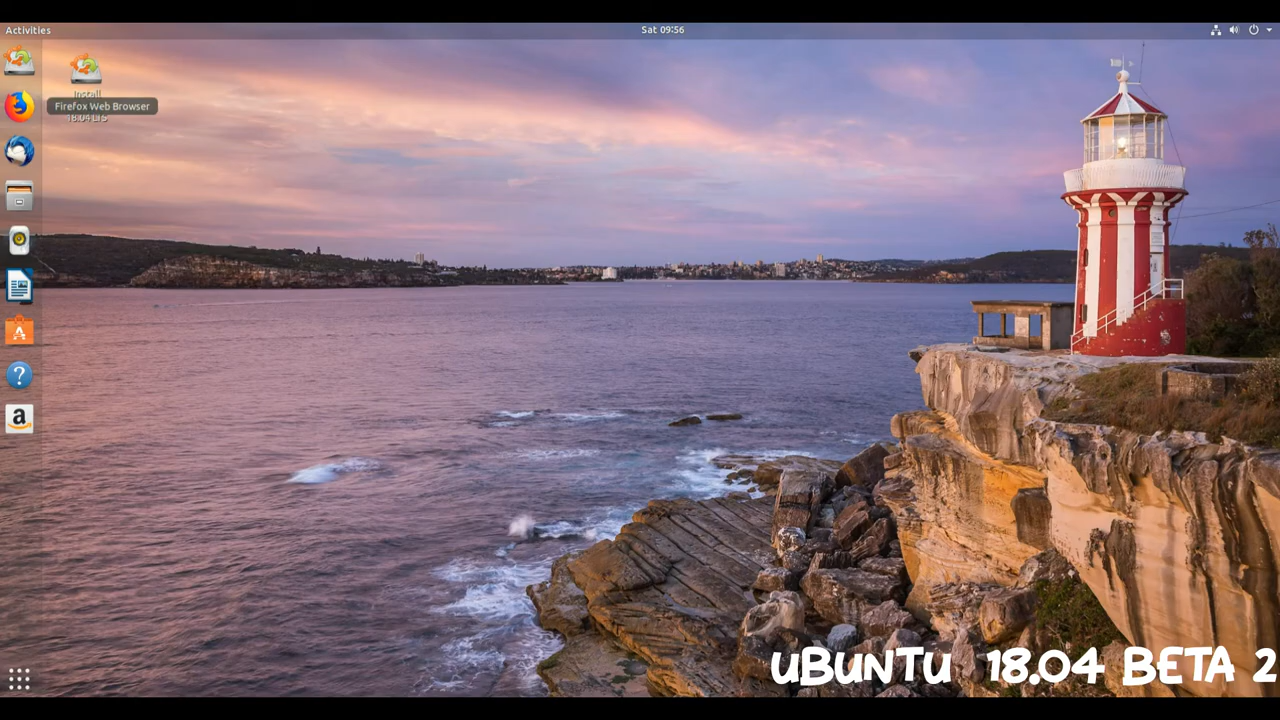 Activities
Sat 09:56
Install
Firefox Web Browser
18.04 LTS
a
UBUNTU 18.04 BETA 2